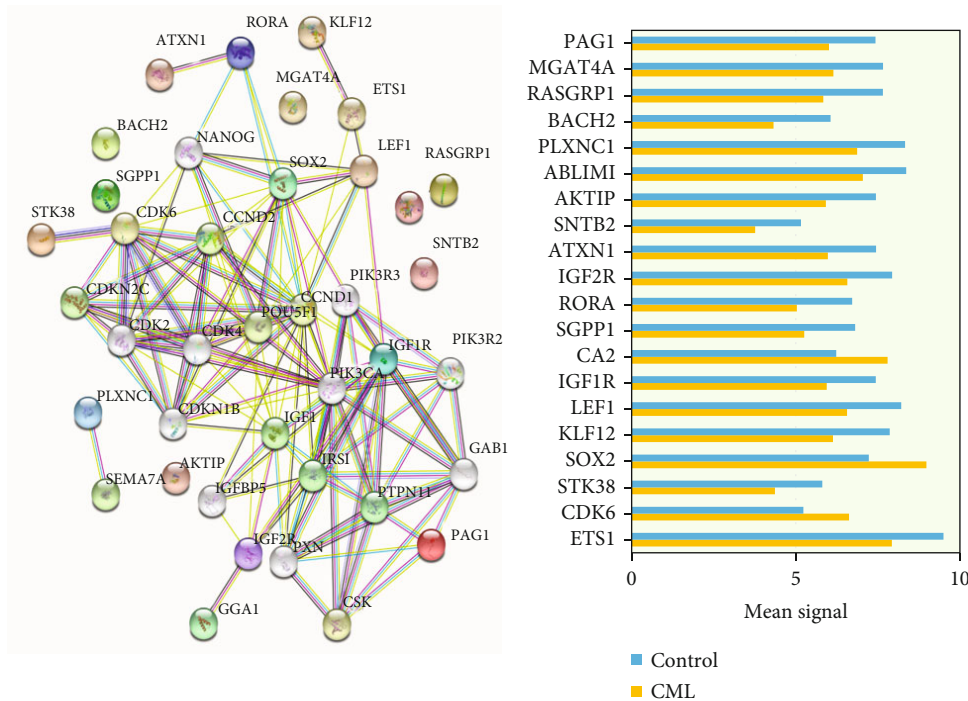 RORA
KLF12
ATXN1
MGAT4A
ETS1
BACH2
NANOG
LEF1
SOX2
RASGRP1
SGPP1
STK38
CDK6
CCND2
SNTB2
PIK3R3
CDKN2C
CCND1
POU5F1
CDK2
CDK4
IGF1R
PIK3R2
PIK3CA
PLXNC1
CDKN1B
IGF1
GAB1
IRSI
AKTIP
SEMA7A
IGFBP5
PTPN11
PAG1
IGF2R
PXN
GGA1
CSK
PAG1
MGAT4A
RASGRP1
BACH2
PLXNC1
ABLIMI
AKTIP
SNTB2
ATXN1
IGF2R
RORA
SGPP1
CA2
IGF1R
LEF1
KLF12
SOX2
STK38
CDK6
ETS1
0 5 10
Mean signal
Control
CML